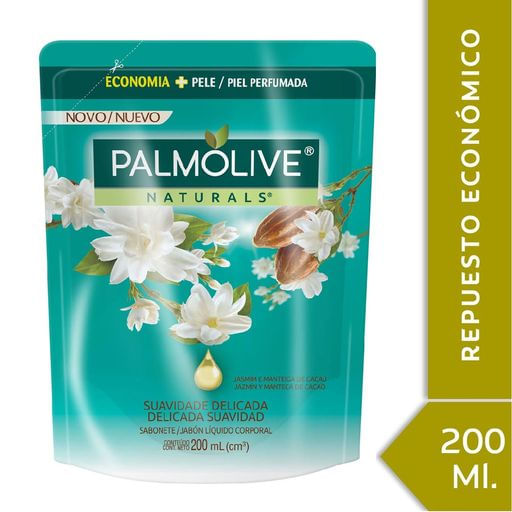 ECONOMIA + PELE / PIEL PERFUMADA
NOVO/NUEVO
PALMOLIVE®
NATURALS®
JASMIM E MANTEIGA DE CACAU
JAZMÍN Y MANTECA DE CACAO
SUAVIDADE DELICADA
DELICADA SUAVIDAD
SABONETE/JABÓN LÍQUIDO CORPORAL
CONTEÚDO
CONT. NETO 200 mL (cm³)
REPUESTO ECONÓMICO
200
Ml.